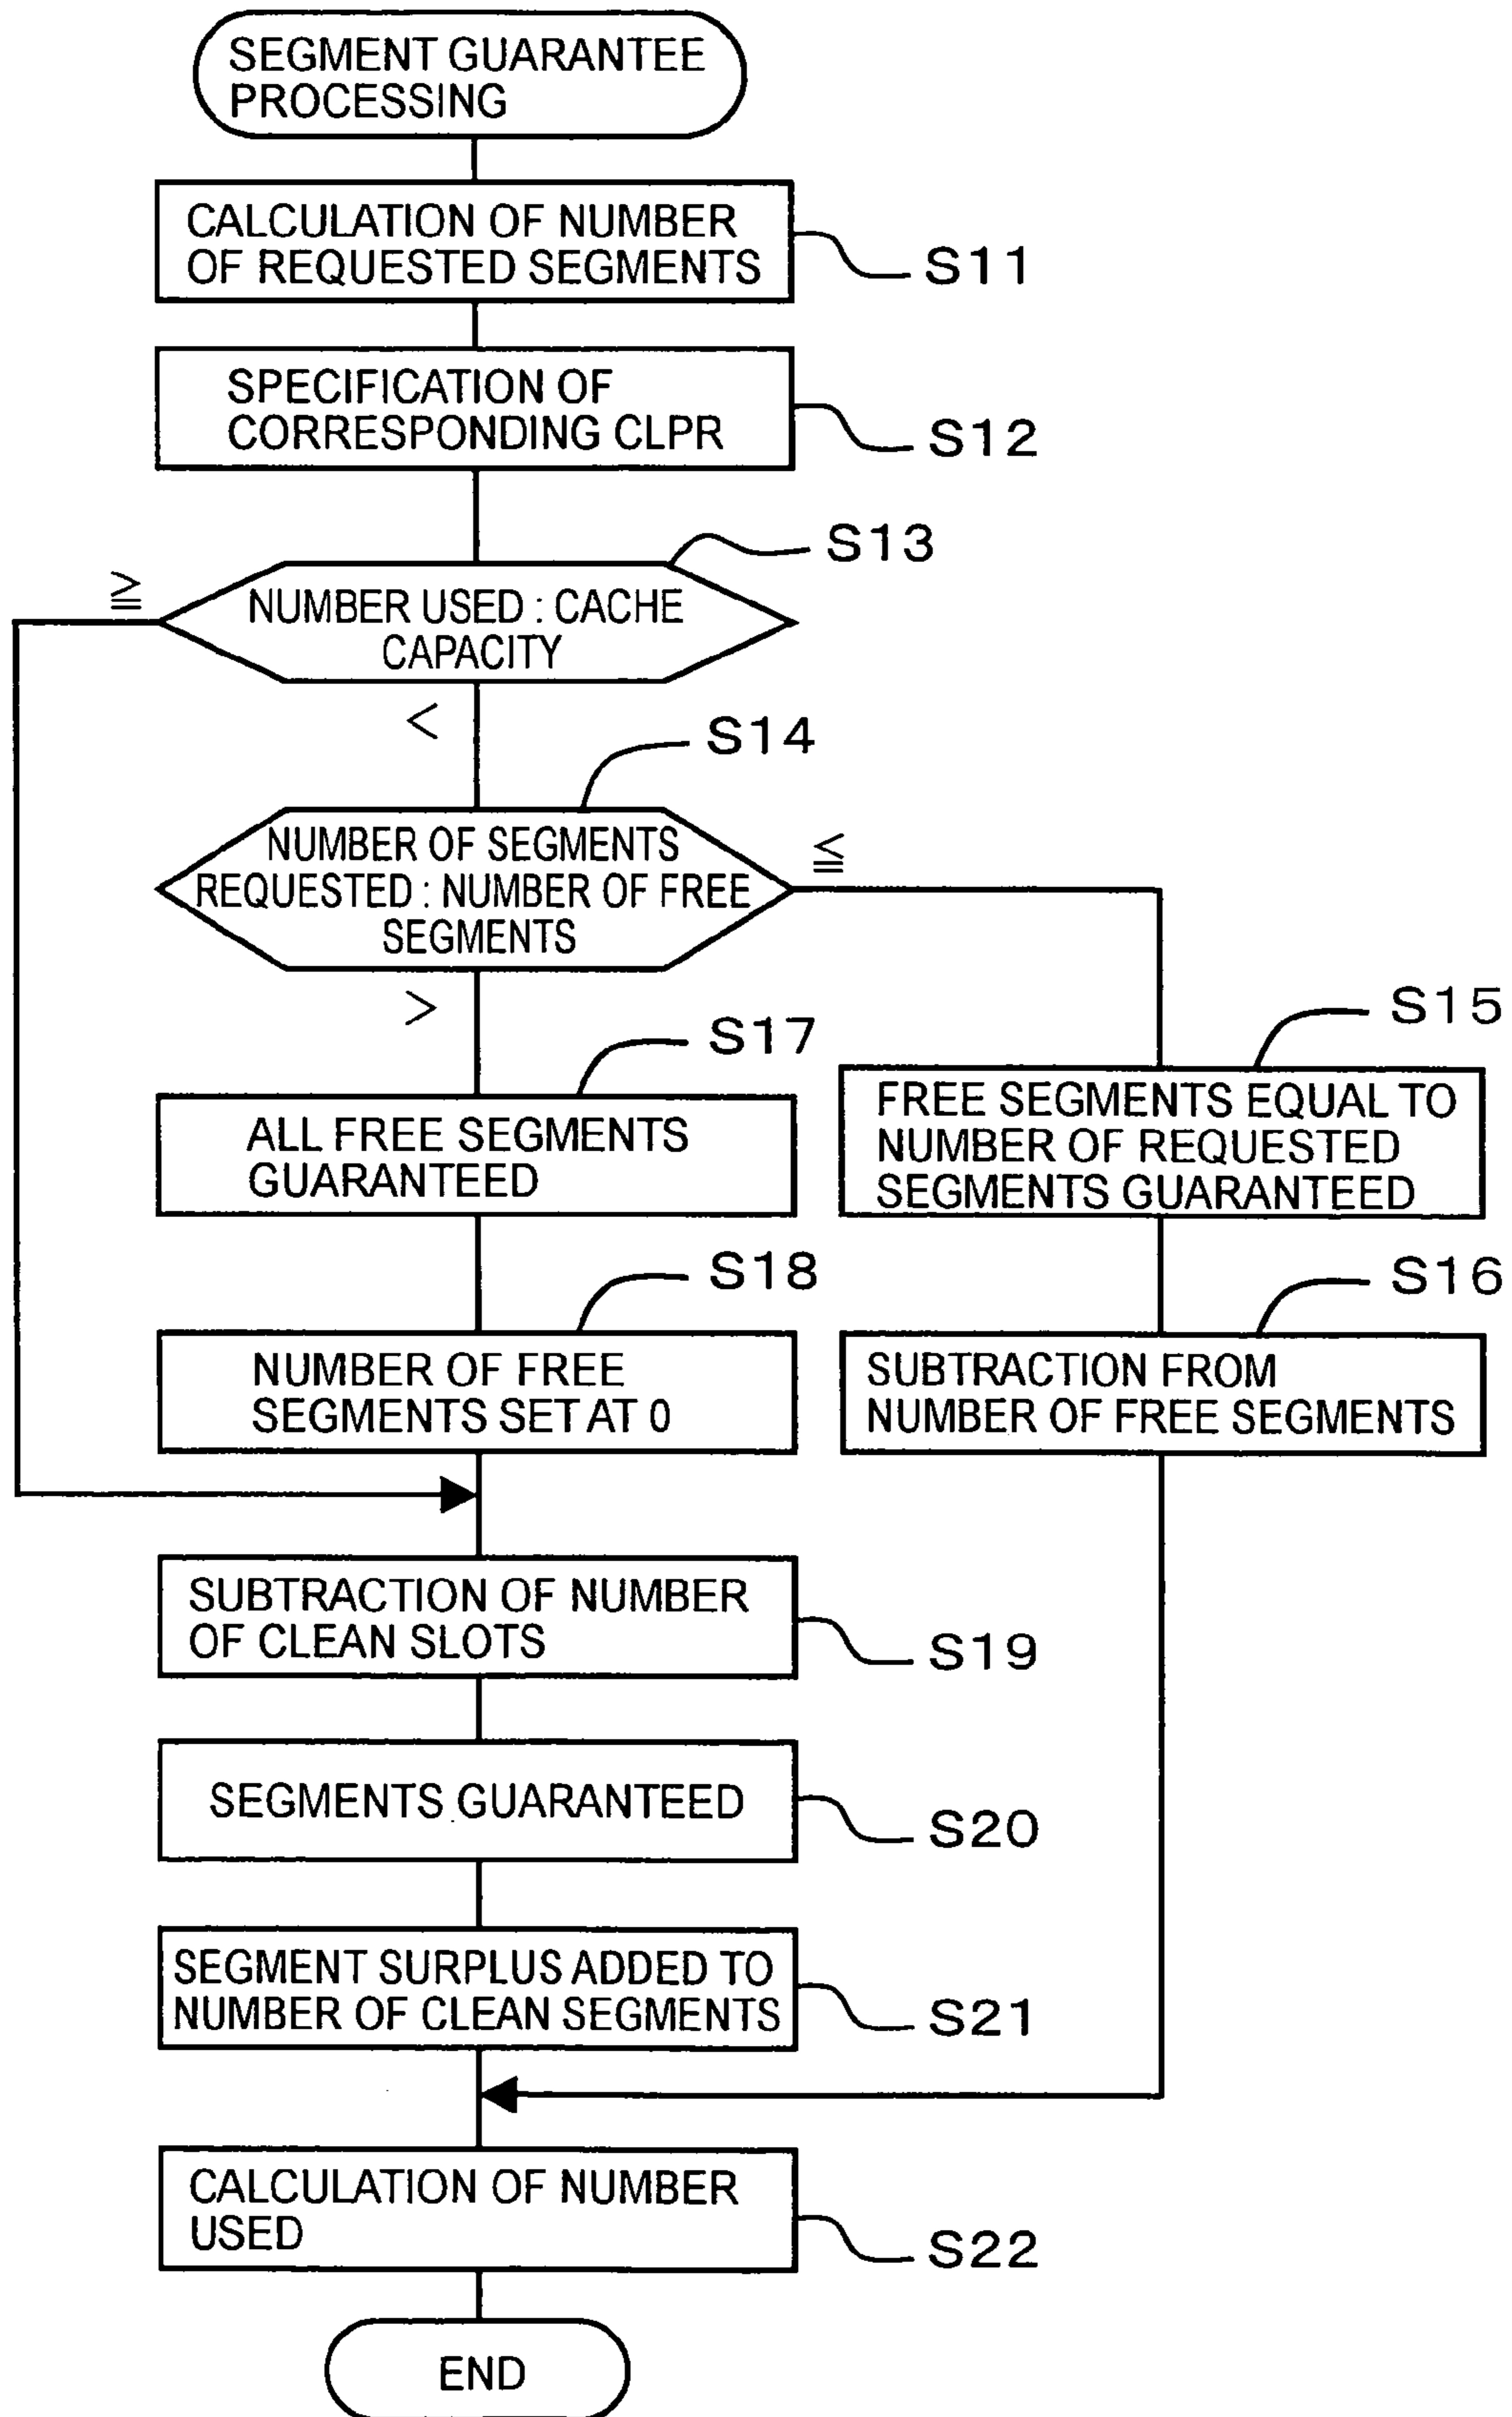 SEGMENT GUARANTEE
PROCESSING
CALCULATION OF NUMBER
OF REQUESTED SEGMENTS
S11
SPECIFICATION OF
CORRESPONDING CLPR
S12
S13
≧
NUMBER USED : CACHE
CAPACITY
<
S14
NUMBER OF SEGMENTS
REQUESTED : NUMBER OF FREE
SEGMENTS
≦
>
S17
ALL FREE SEGMENTS
GUARANTEED
S15
FREE SEGMENTS EQUAL TO
NUMBER OF REQUESTED
SEGMENTS GUARANTEED
S18
NUMBER OF FREE
SEGMENTS SET AT 0
S16
SUBTRACTION FROM
NUMBER OF FREE SEGMENTS
SUBTRACTION OF NUMBER
OF CLEAN SLOTS
S19
SEGMENTS GUARANTEED
S20
SEGMENT SURPLUS ADDED TO
NUMBER OF CLEAN SEGMENTS
S21
CALCULATION OF NUMBER
USED
S22
END